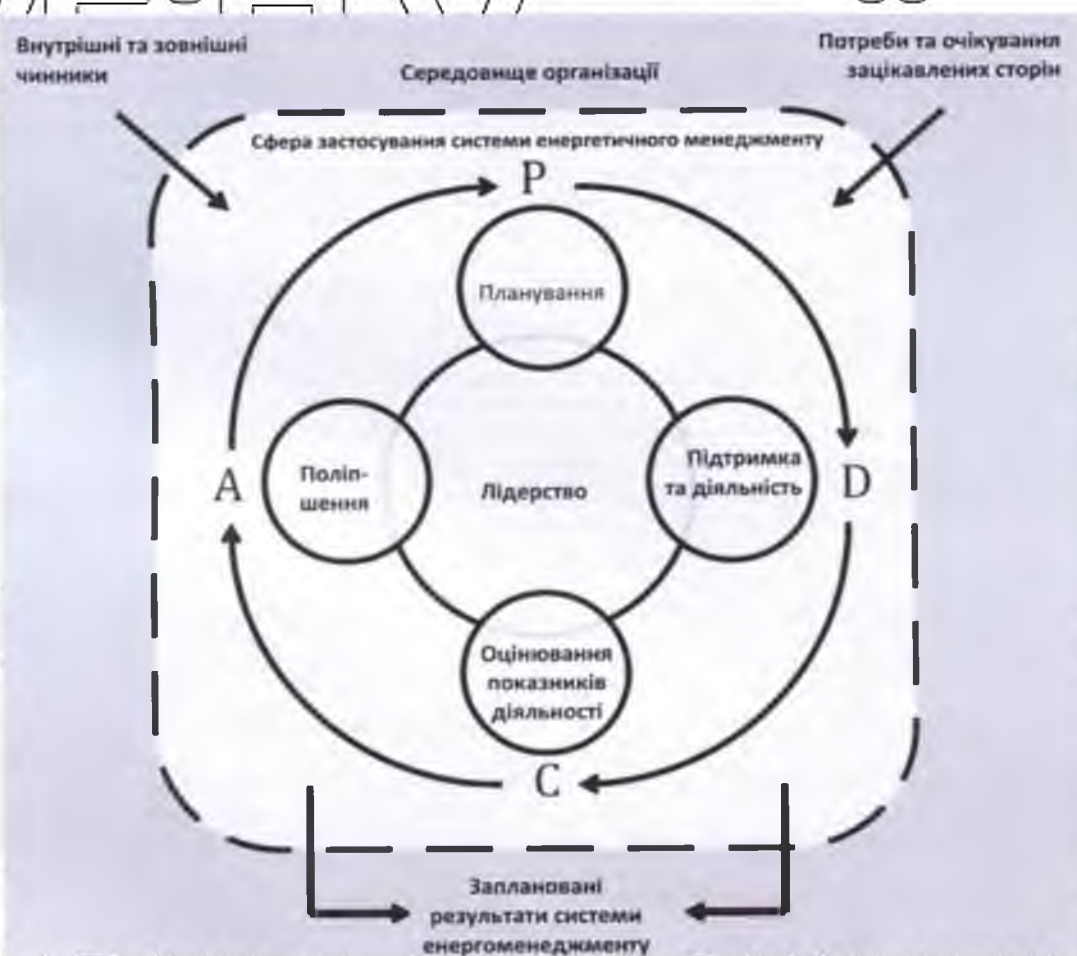 Внутрішні та зовнішні
чинники
Середовище організації
Потреби та очікування
зацікавлених сторін
Сфера застосування системи енергетичного менеджменту
P
Планування
A
Поліп-
шення
Лідерство
Підтримка
та діяльність
D
Оцінювання
показників
діяльності
C
Заплановані
результати системи
енергоменеджменту